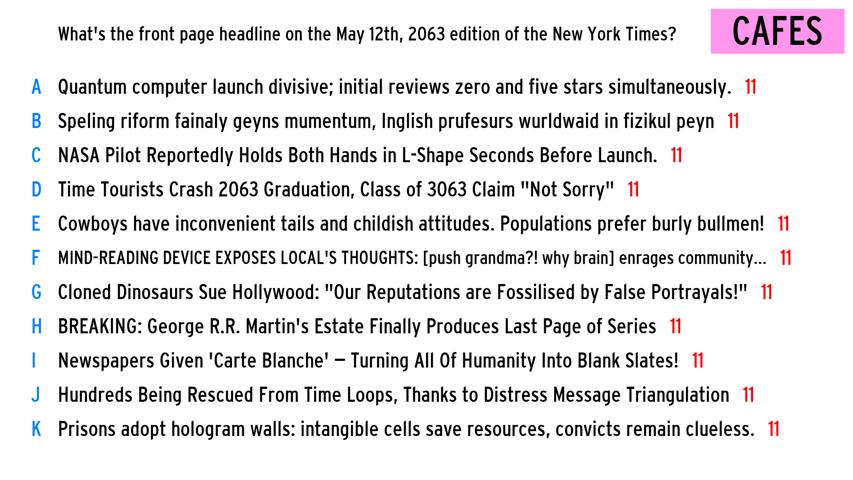 What's the front page headline on the May 12th, 2063 edition of the New York Times?
CAFES
A Quantum computer launch divisive; initial reviews zero and five stars simultaneously. 11
B Speling riform fainaly geyns mumentum, Inglish prufesurs wurldwaid in fizikul peyn 11
C NASA Pilot Reportedly Holds Both Hands in L-Shape Seconds Before Launch. 11
D Time Tourists Crash 2063 Graduation, Class of 3063 Claim "Not Sorry" 11
E Cowboys have inconvenient tails and childish attitudes. Populations prefer burly bullmen! 11
F MIND-READING DEVICE EXPOSES LOCAL'S THOUGHTS: [push grandma?! why brain] enrages community... 11
G Cloned Dinosaurs Sue Hollywood: "Our Reputations are Fossilised by False Portrayals!" 11
H BREAKING: George R.R. Martin's Estate Finally Produces Last Page of Series 11
I Newspapers Given 'Carte Blanche' – Turning All Of Humanity Into Blank Slates! 11
J Hundreds Being Rescued From Time Loops, Thanks to Distress Message Triangulation 11
K Prisons adopt hologram walls: intangible cells save resources, convicts remain clueless. 11